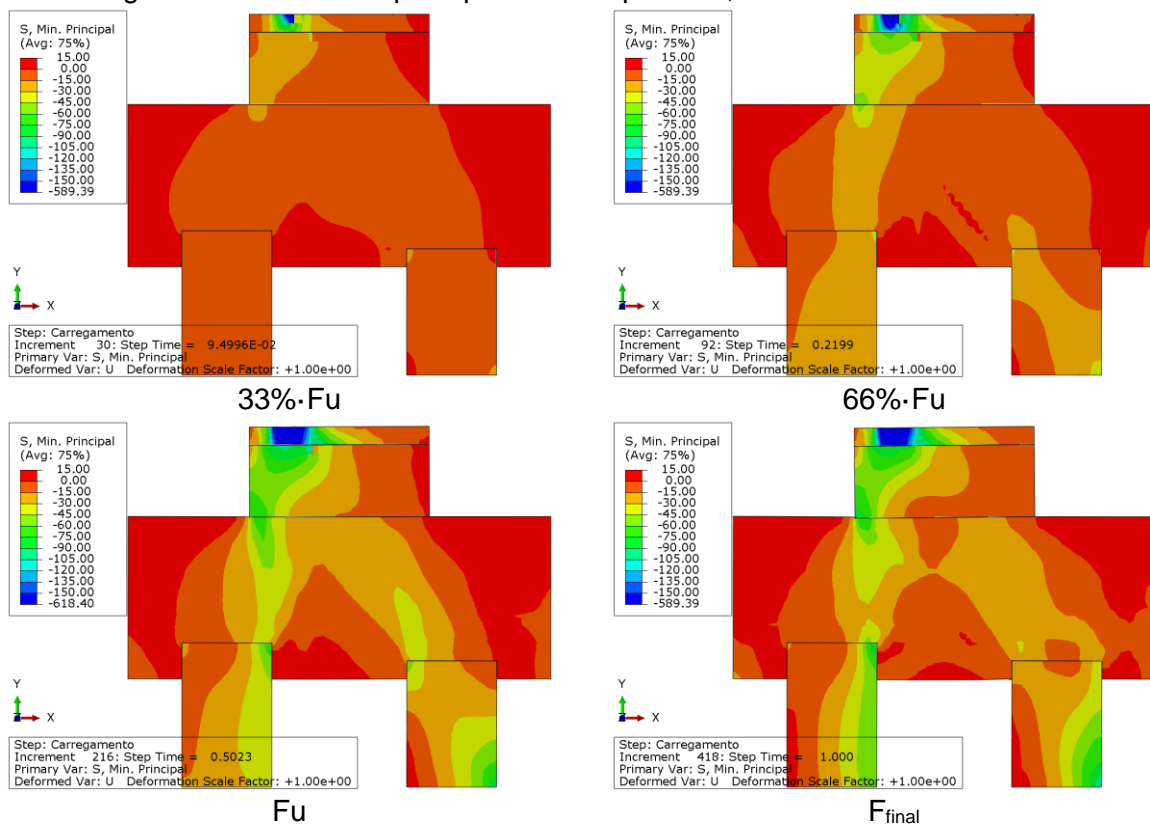 S, Min. Principal
(Avg: 75%)
15.00
0.00
-15.00
-30.00
-45.00
-60.00
-75.00
-90.00
-105.00
-120.00
-135.00
-150.00
-589.39
Y
X
Step: Carregamento
Increment 30: Step Time = 9.4996E-02
Primary Var: S, Min. Principal
Deformed Var: U Deformation Scale Factor: +1.00e+00
33%·Fu
S, Min. Principal
(Avg: 75%)
15.00
0.00
-15.00
-30.00
-45.00
-60.00
-75.00
-90.00
-105.00
-120.00
-135.00
-150.00
-589.39
Y
X
Step: Carregamento
Increment 92: Step Time = 0.2199
Primary Var: S, Min. Principal
Deformed Var: U Deformation Scale Factor: +1.00e+00
66%·Fu
S, Min. Principal
(Avg: 75%)
15.00
0.00
-15.00
-30.00
-45.00
-60.00
-75.00
-90.00
-105.00
-120.00
-135.00
-150.00
-618.40
Y
X
Step: Carregamento
Increment 216: Step Time = 0.5023
Primary Var: S, Min. Principal
Deformed Var: U Deformation Scale Factor: +1.00e+00
Fu
S, Min. Principal
(Avg: 75%)
15.00
0.00
-15.00
-30.00
-45.00
-60.00
-75.00
-90.00
-105.00
-120.00
-135.00
-150.00
-589.39
Y
X
Step: Carregamento
Increment 418: Step Time = 1.000
Primary Var: S, Min. Principal
Deformed Var: U Deformation Scale Factor: +1.00e+00
Ffinal